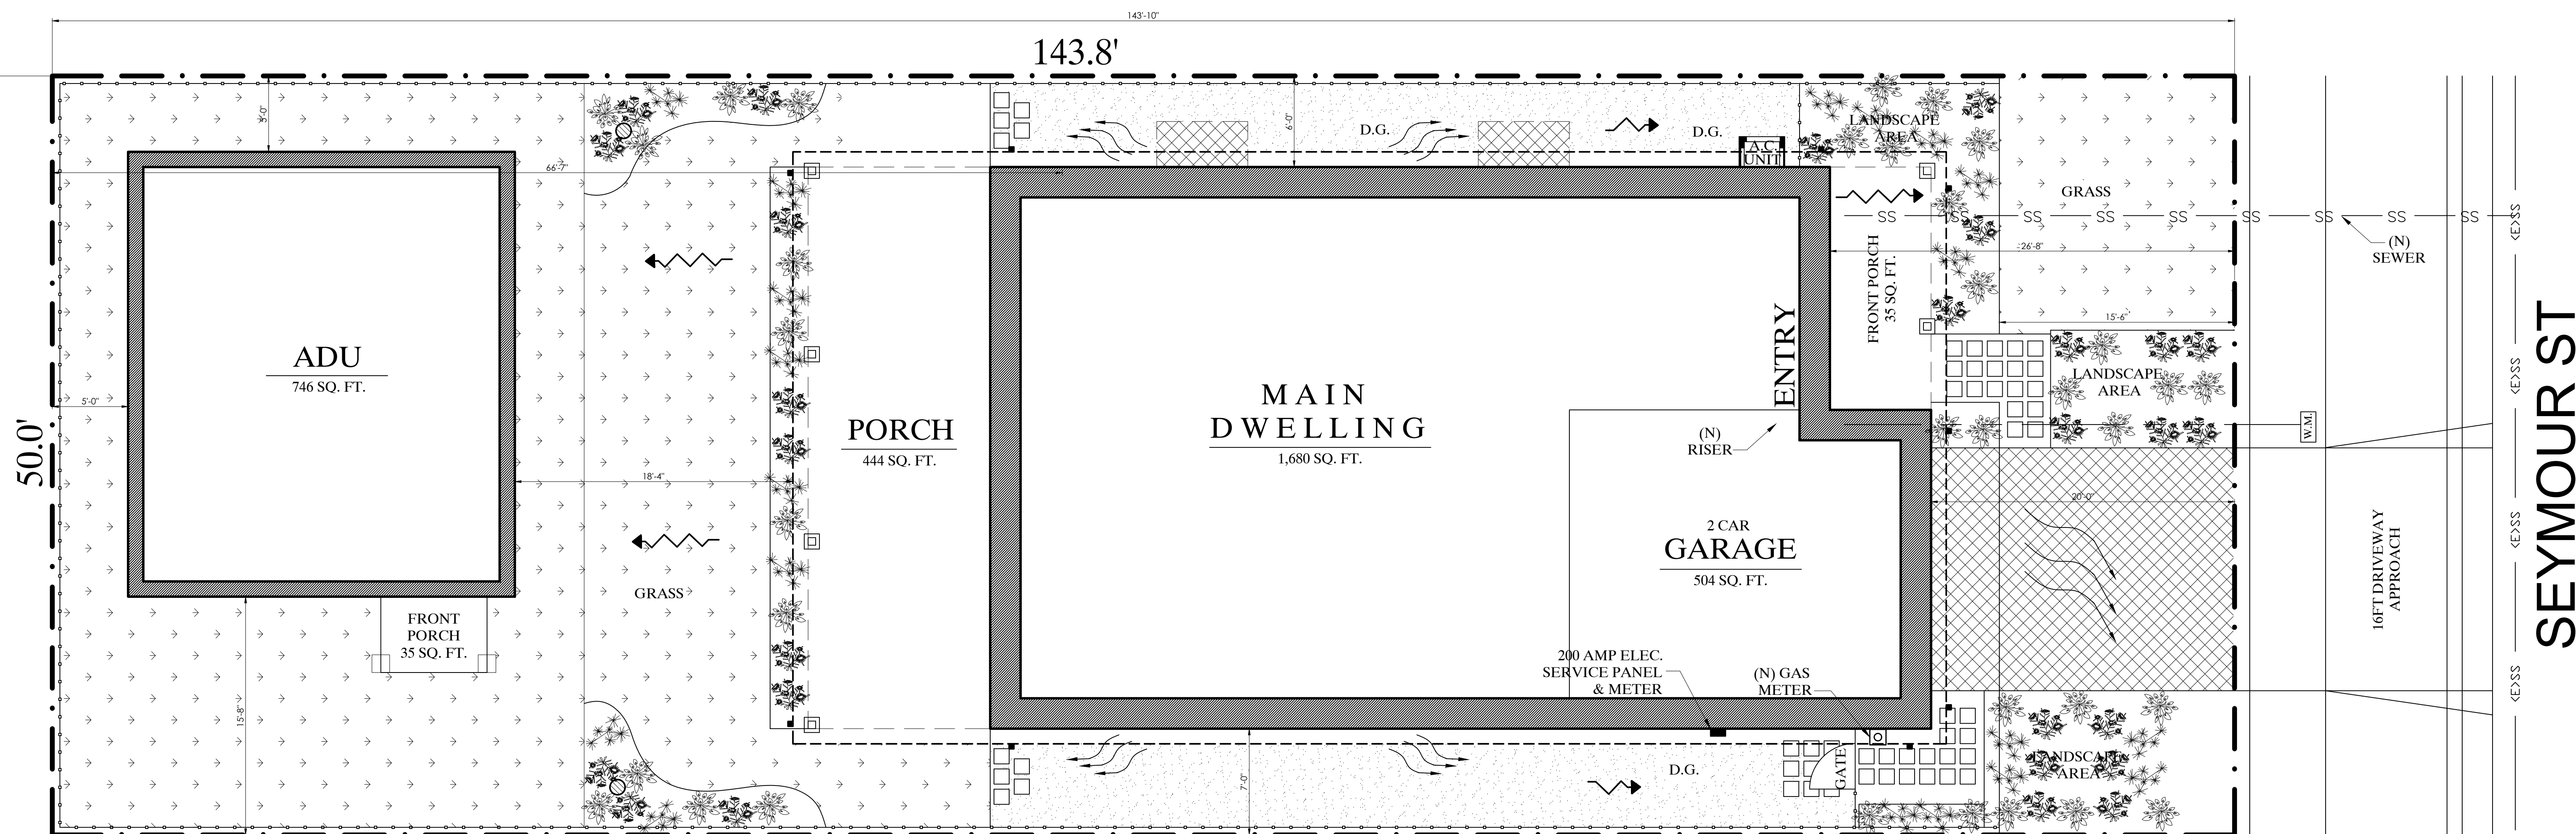 143'-10"
143.8'
5'-0"
6'-0"
D.G.
D.G.
A.C
UNIT
LANDSCAPE
AREA
66'-7"
GRASS
SS SS SS SS SS SS SS SS SS
(N)
SEWER
26'-8"
FRONT PORCH
35 SQ. FT.
15'-6"
ENTRY
ADU
746 SQ. FT.
5'-0"
50.0'
PORCH
444 SQ. FT.
18'-4"
MAIN
DWELLING
1,680 SQ. FT.
(N)
RISER
LANDSCAPE
AREA
W.M.
20'-0"
2 CAR
GARAGE
504 SQ. FT.
16FT DRIVEWAY
APPROACH
<E>SS
<E>SS
<E>SS
<E>SS
SEYMOUR ST
GRASS
FRONT
PORCH
35 SQ. FT.
15'-8"
200 AMP ELEC.
SERVICE PANEL
& METER
(N) GAS
METER
7'-0"
D.G.
GATE
LANDSCAPE
AREA